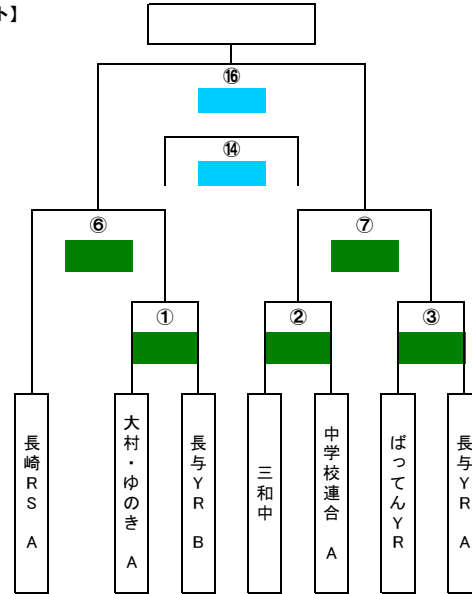 ト】
⑯
⑭
⑥
⑦
①
②
③
長崎RS A
大村・ゆのき A
長与YR B
三和中
中学校連合 A
ばってんYR
長与YR A